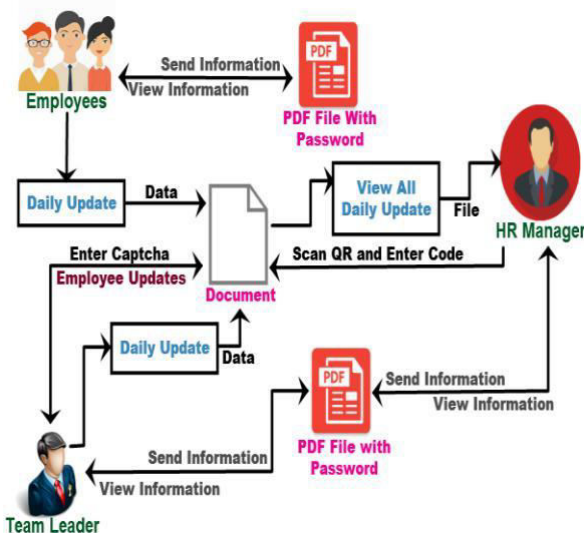 PDF
Send Information
View Information
Employees
PDF File With
Password
Daily Update
Data
View All
Daily Update
File
HR Manager
Enter Captcha
Employee Updates
Scan QR and Enter Code
Document
Daily Update
Data
PDF
Send Information
View Information
PDF File with
Password
Send Information
View Information
Team Leader